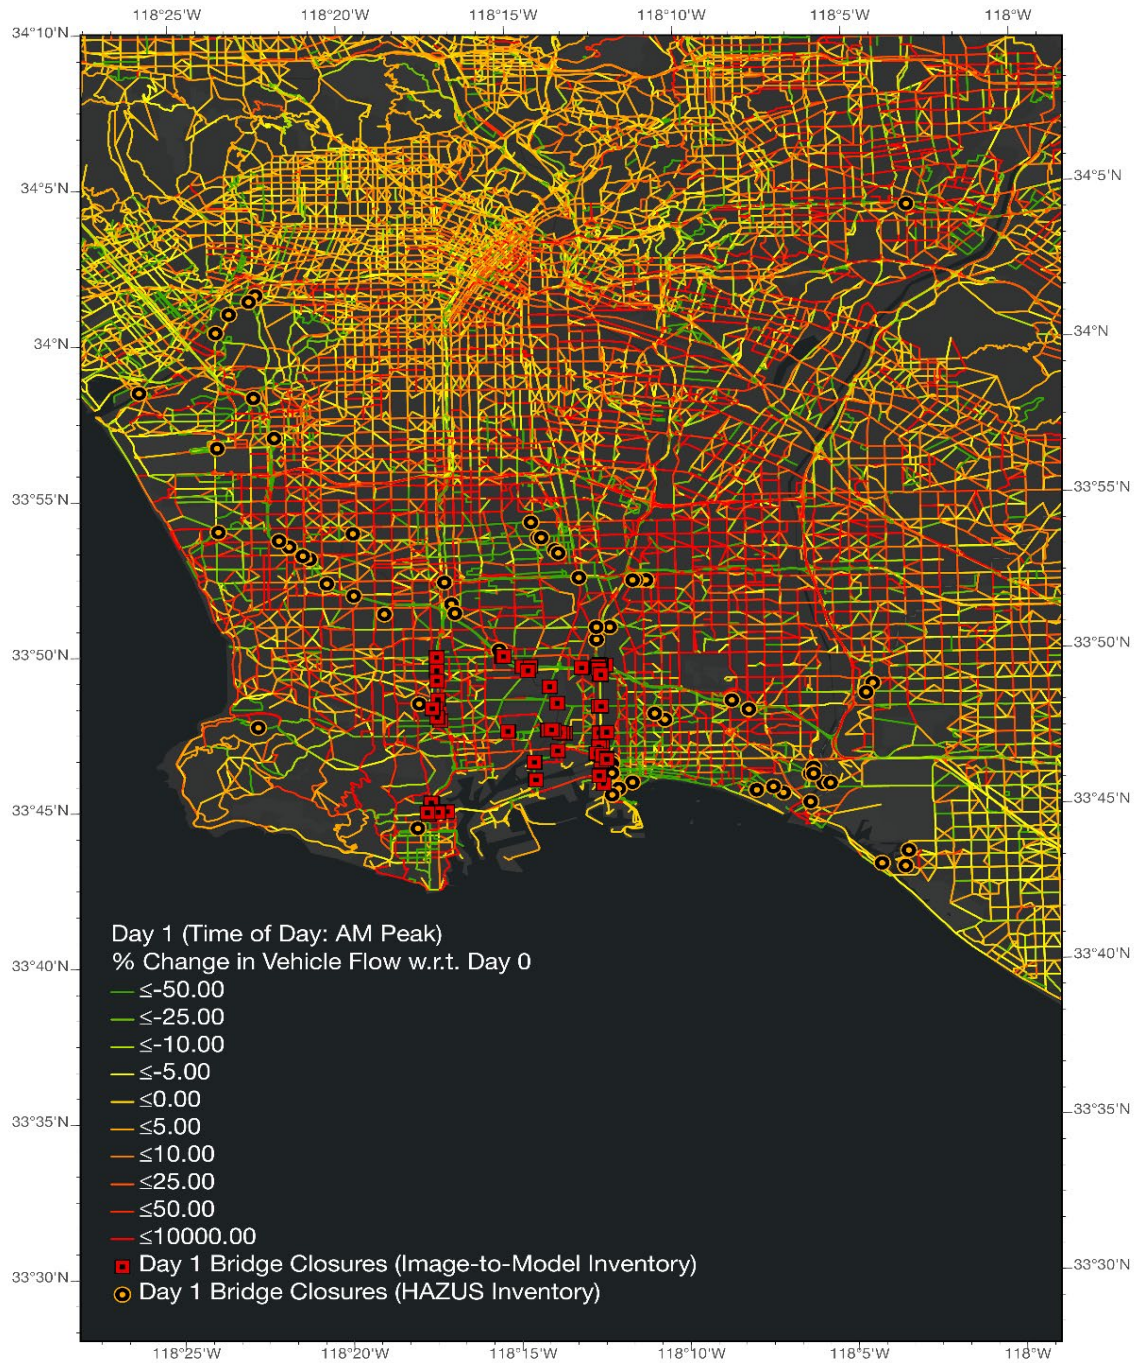 118°25'W 118°20'W 118°15'W 118°10'W 118°5'W 118°W
34°10'N
34°5'N 34°5'N
34°N 34°N
33°55'N 33°55'N
33°50'N 33°50'N
33°45'N 33°45'N
Day 1 (Time of Day: AM Peak)
% Change in Vehicle Flow w.r.t. Day 0
33°40'N 33°40'N
≤-50.00
≤-25.00
≤-10.00
≤-5.00
≤0.00
33°35'N 33°35'N
≤5.00
≤10.00
≤25.00
≤50.00
≤10000.00
Day 1 Bridge Closures (Image-to-Model Inventory)
33°30'N 33°30'N
Day 1 Bridge Closures (HAZUS Inventory)
118°25'W 118°20'W 118°15'W 118°10'W 118°5'W 118°W